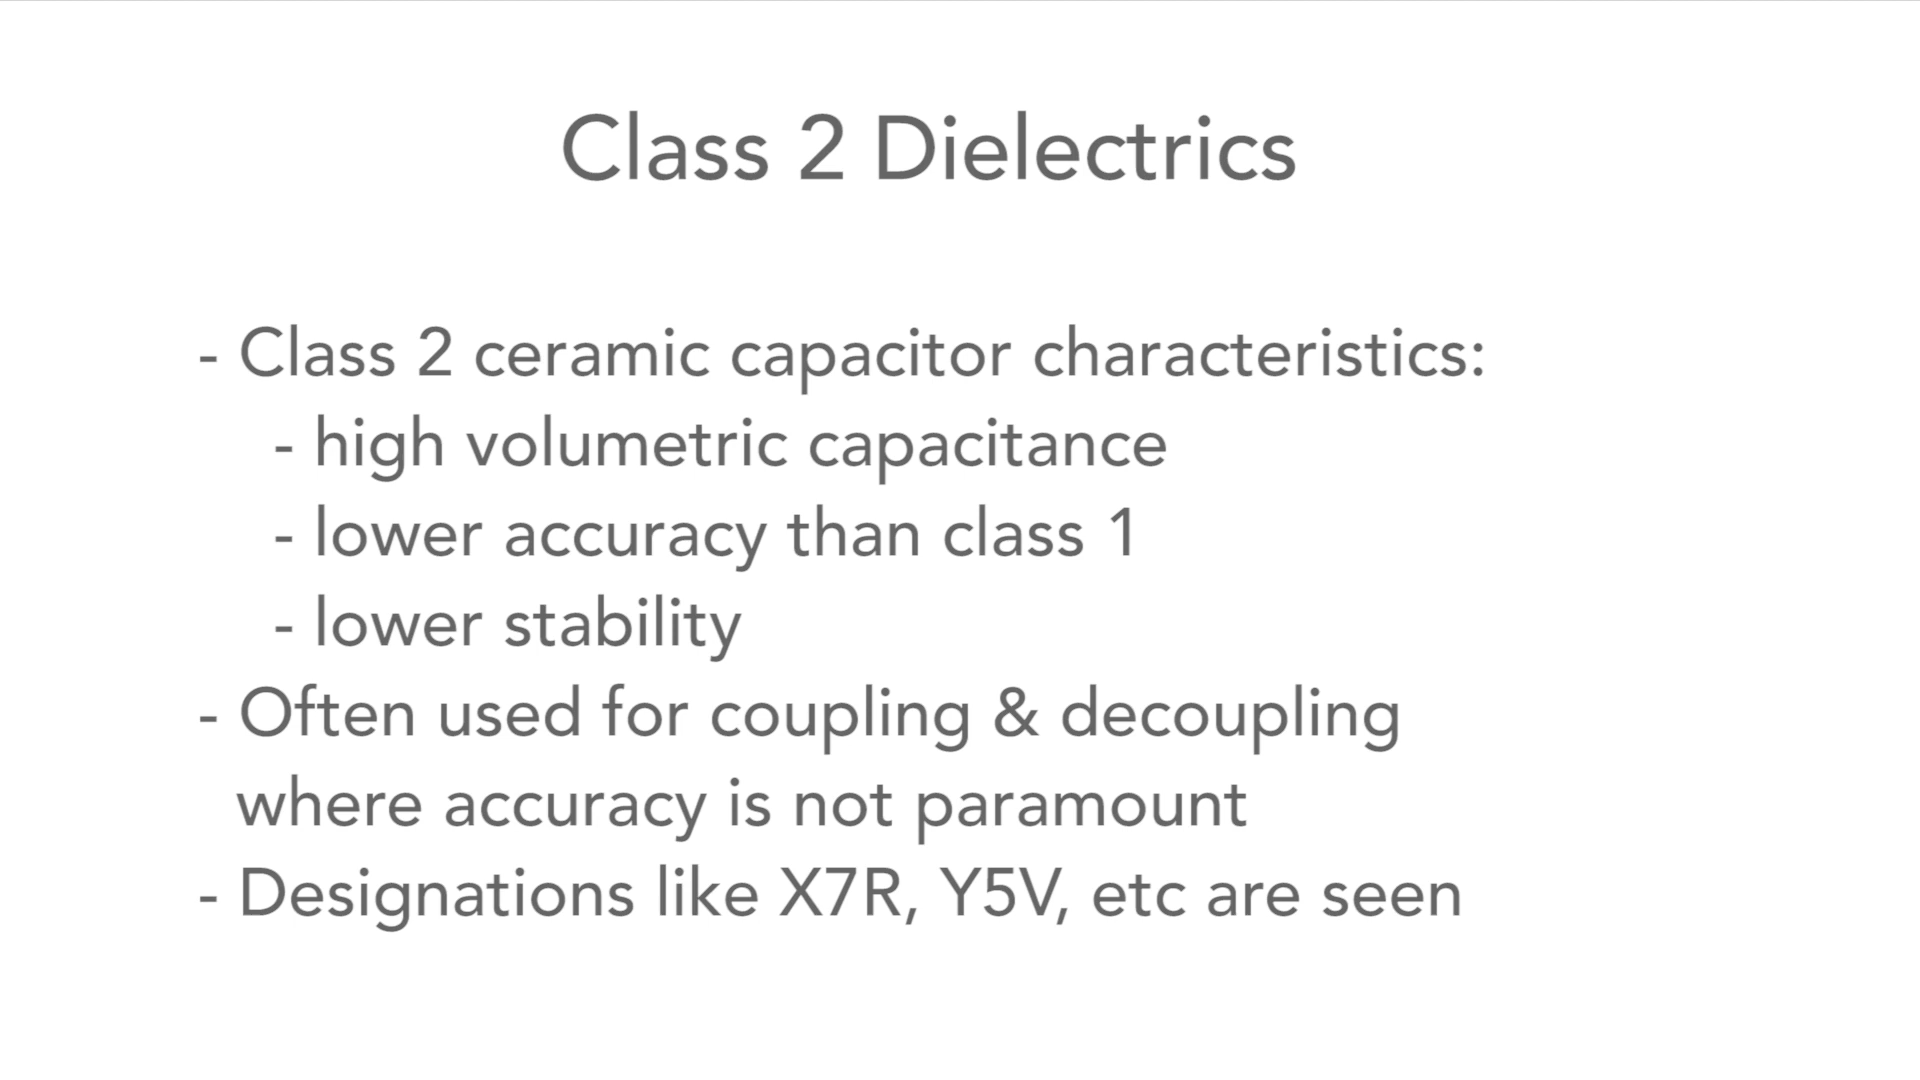 Class 2 Dielectrics
- Class 2 ceramic capacitor characteristics:
- high volumetric capacitance
- lower accuracy than class 1
- lower stability
- Often used for coupling & decoupling
where accuracy is not paramount
- Designations like X7R, Y5V, etc are seen